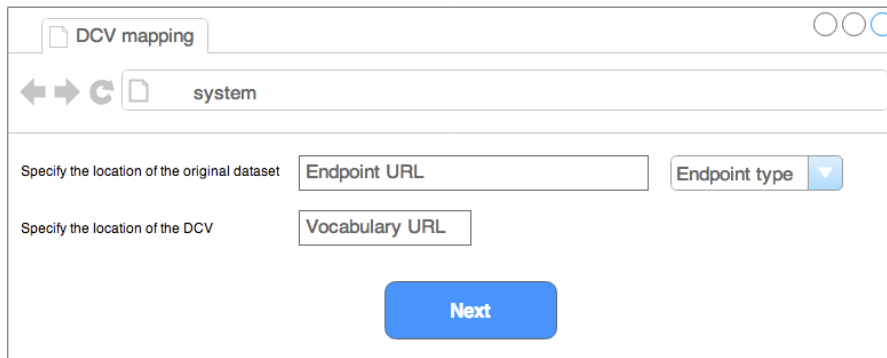 DCV mapping
system
Specify the location of the original dataset Endpoint URL Endpoint type
Specify the location of the DCV Vocabulary URL
Next